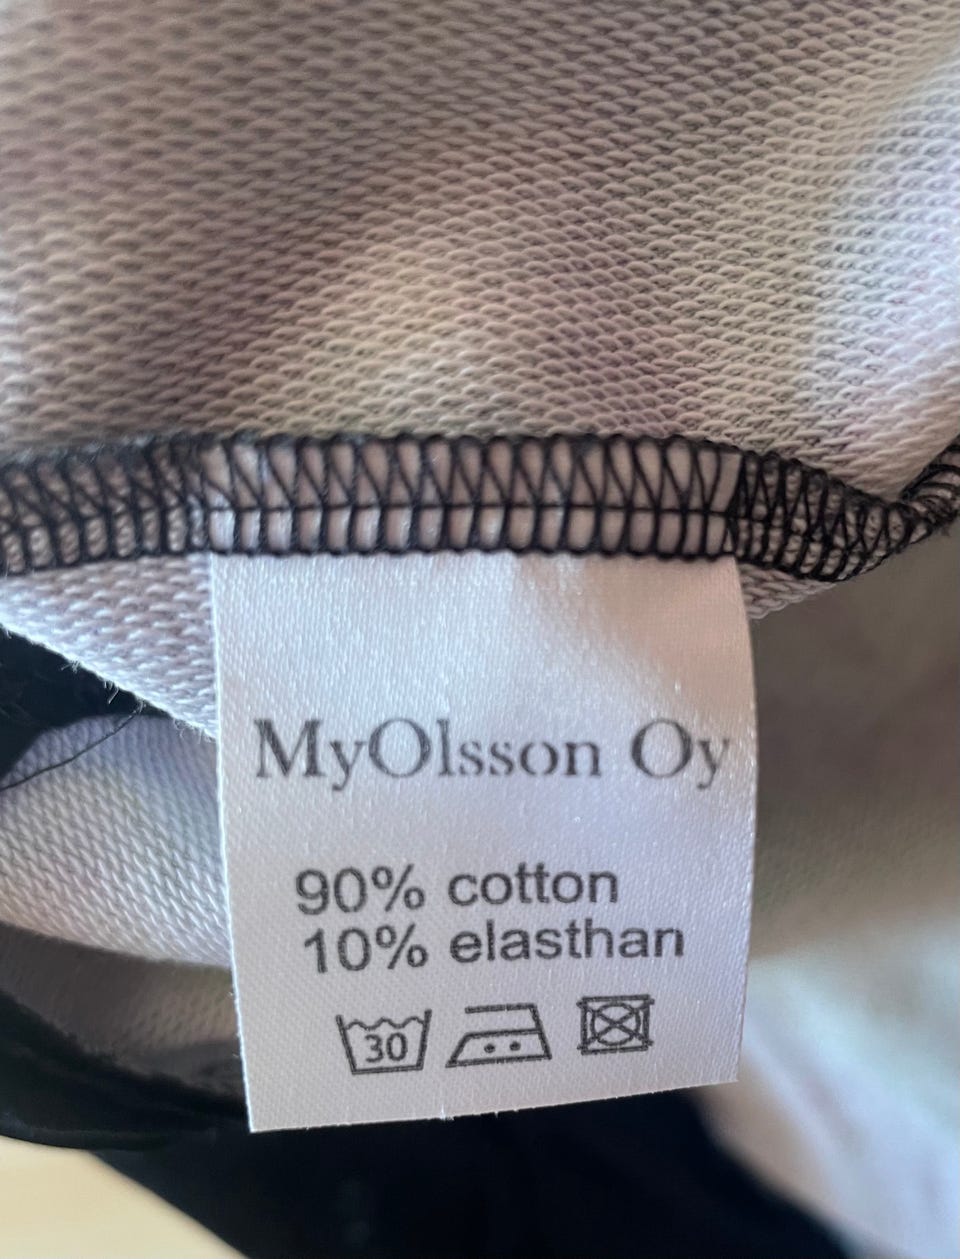 MyOlsson Oy
90% cotton
10% elasthan
30